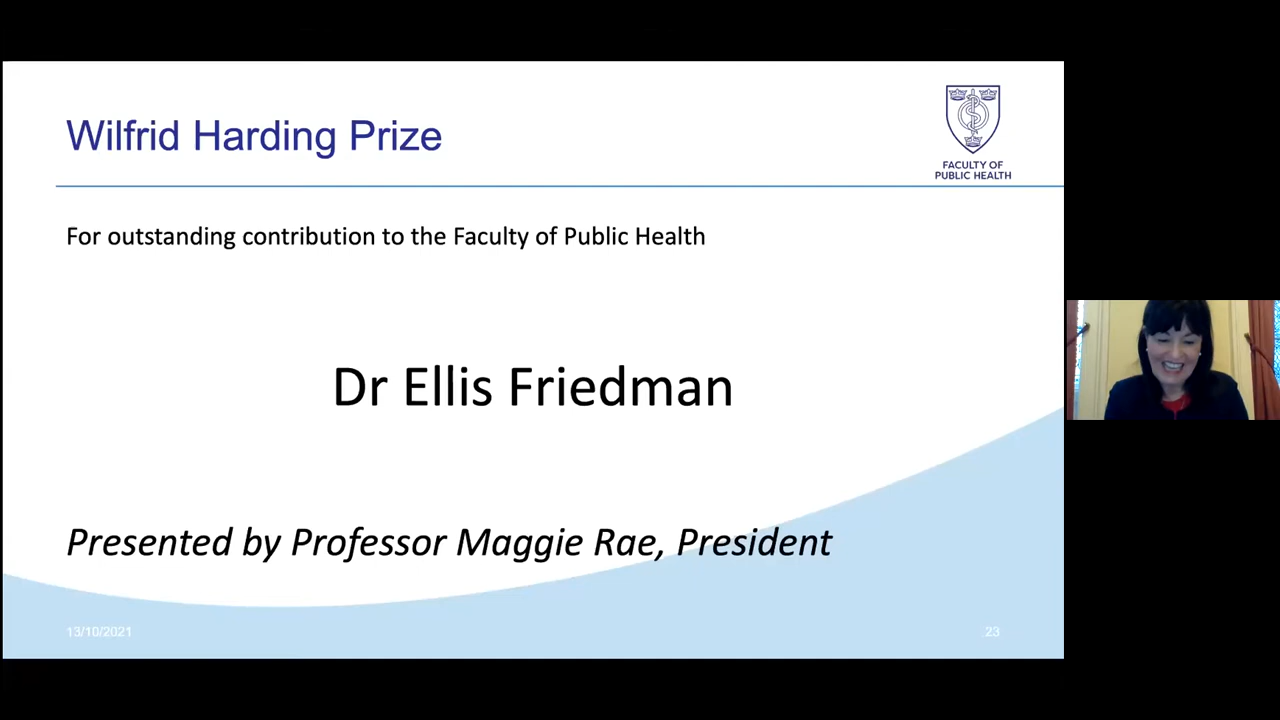 Wilfrid Harding Prize
FACULTY OF
PUBLIC HEALTH
For outstanding contribution to the Faculty of Public Health
Dr Ellis Friedman
Presented by Professor Maggie Rae, President
13/10/2021
23